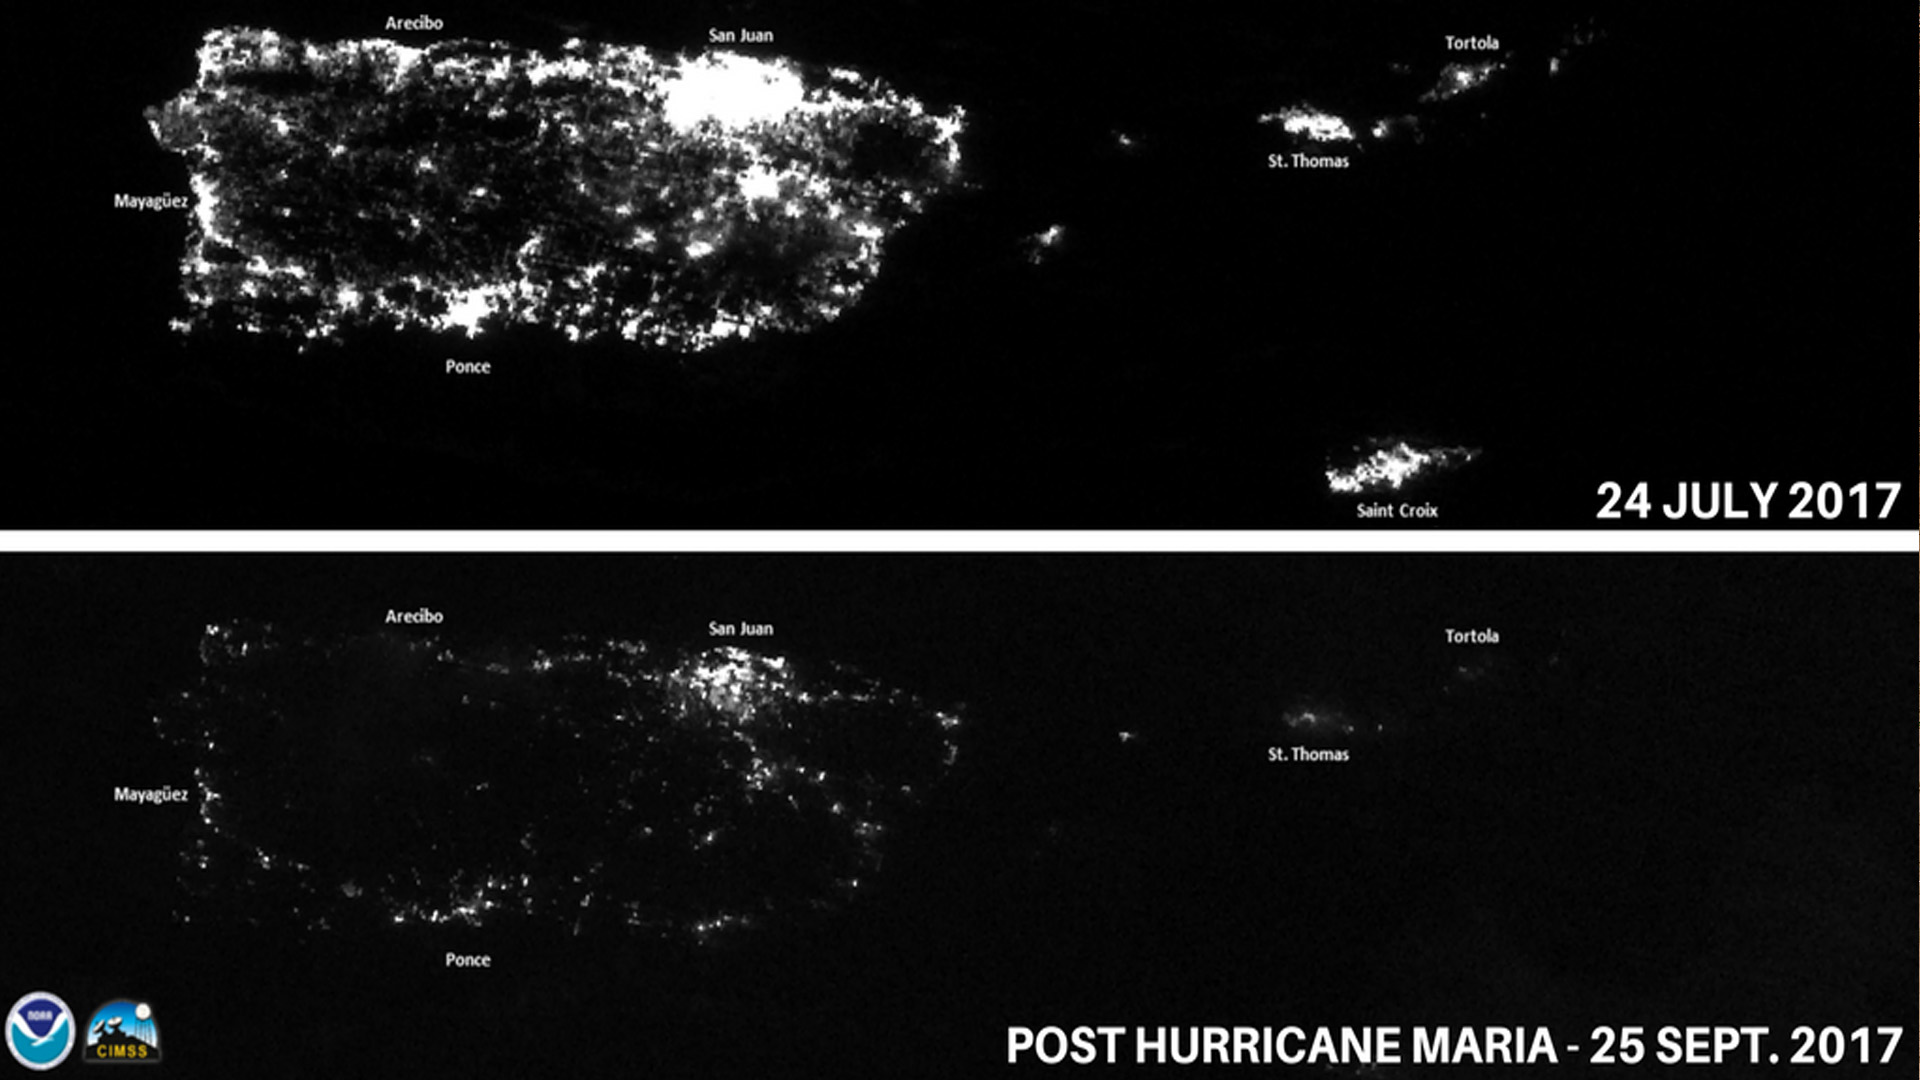 Arecibo
San Juan
Tortola
St. Thomas
Mayagüez
Ponce
Saint Croix
24 JULY 2017
Arecibo
San Juan
Tortola
St. Thomas
Mayagüez
Ponce
NOAA
CIMSS
POST HURRICANE MARIA - 25 SEPT. 2017